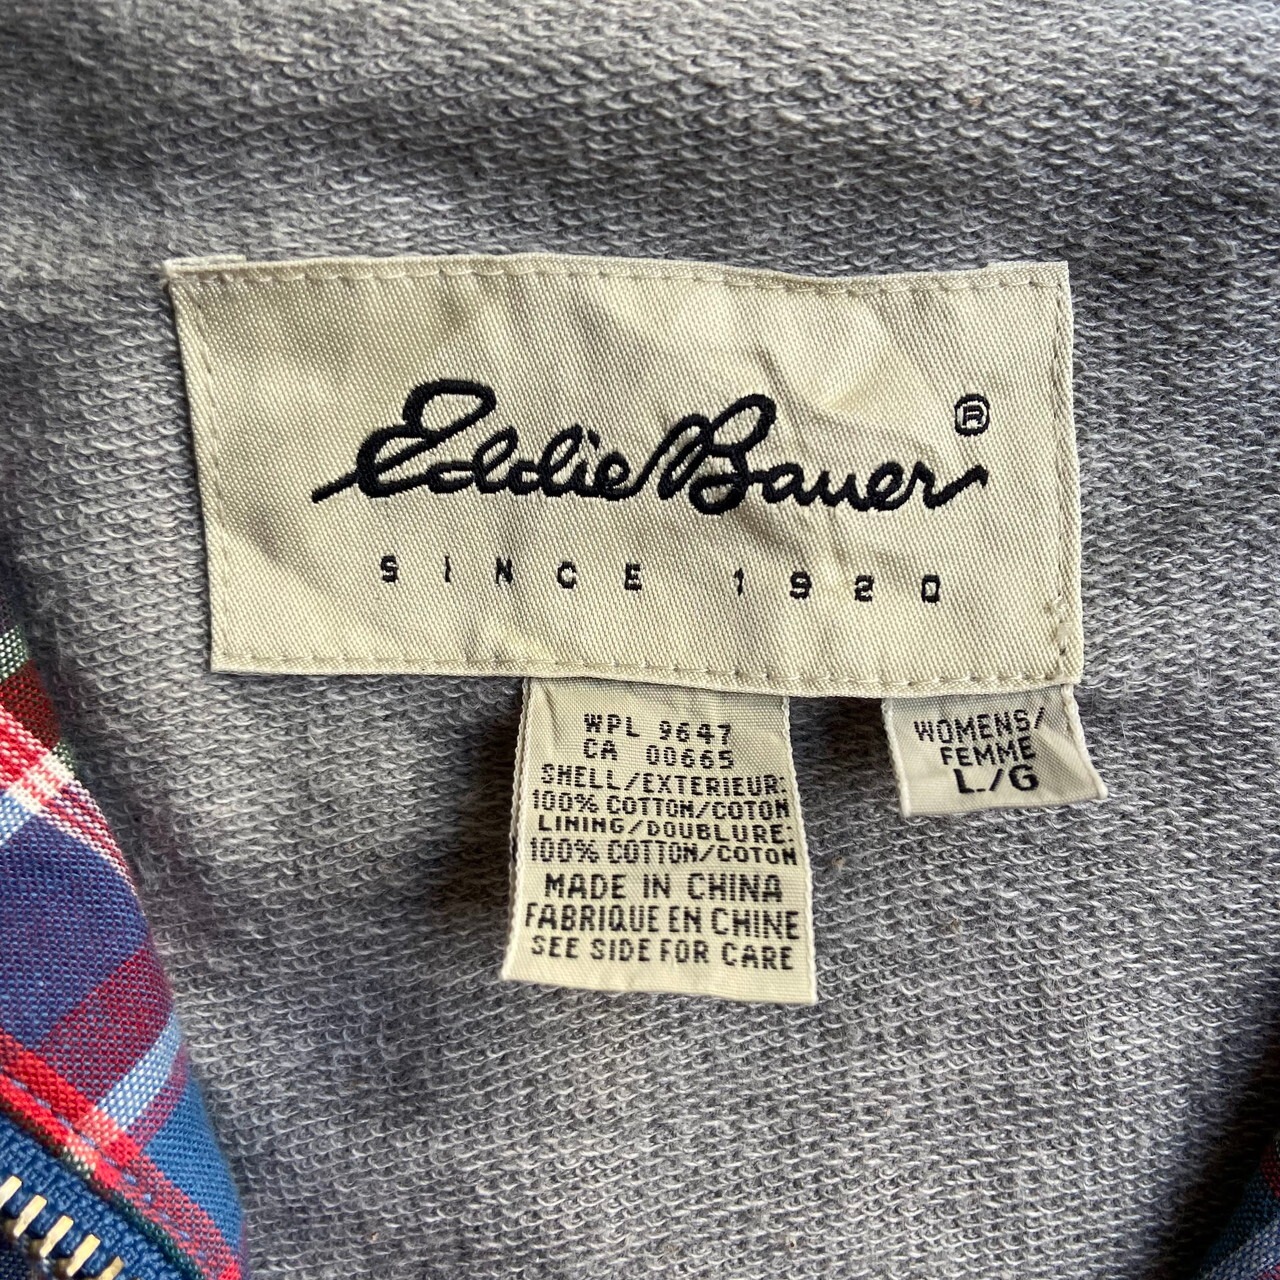 Eddie Bauer®
SINCE 1920
WPL 9647
CA 00665
SHELL/EXTERIEUR:
100% COTTON/COTON
LINING/DOUBLURE:
100% COTTON/COTON
MADE IN CHINA
FABRIQUE EN CHINE
SEE SIDE FOR CARE
WOMENS/
FEMME
L./G